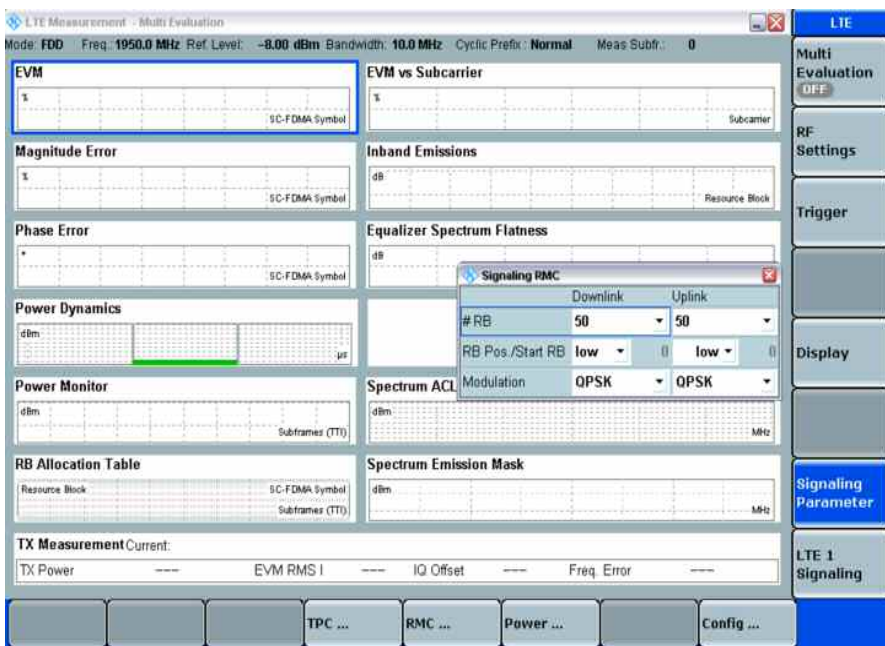 LTE Measurement - Multi Evaluation
LTE
Mode: FDD Freq.: 1950.0 MHz Ref. Level: -8.00 dBm Bandwidth: 10.0 MHz Cyclic Prefix: Normal Meas Subfr.: 0
EVM
%
SC-FDMA Symbol
EVM vs Subcarrier
%
Subcarrier
Magnitude Error
%
SC-FDMA Symbol
Inband Emissions
dB
Resource Block
Phase Error
°
SC-FDMA Symbol
Equalizer Spectrum Flatness
dB
Power Dynamics
dBm
µs
Signaling RMC
Downlink Uplink
# RB 50 50
RB Pos./Start RB low 0 low 0
Modulation QPSK QPSK
Power Monitor
dBm
Subframes (TTI)
Spectrum ACL
dBm
MHz
RB Allocation Table
Resource Block
SC-FDMA Symbol
Subframes (TTI)
Spectrum Emission Mask
dBm
MHz
TX Measurement Current:
TX Power --- EVM RMS l --- IQ Offset --- Freq. Error ---
Multi
Evaluation
OFF
RF
Settings
Trigger
Display
Signaling
Parameter
LTE 1
Signaling
TPC ...
RMC ...
Power ...
Config ...